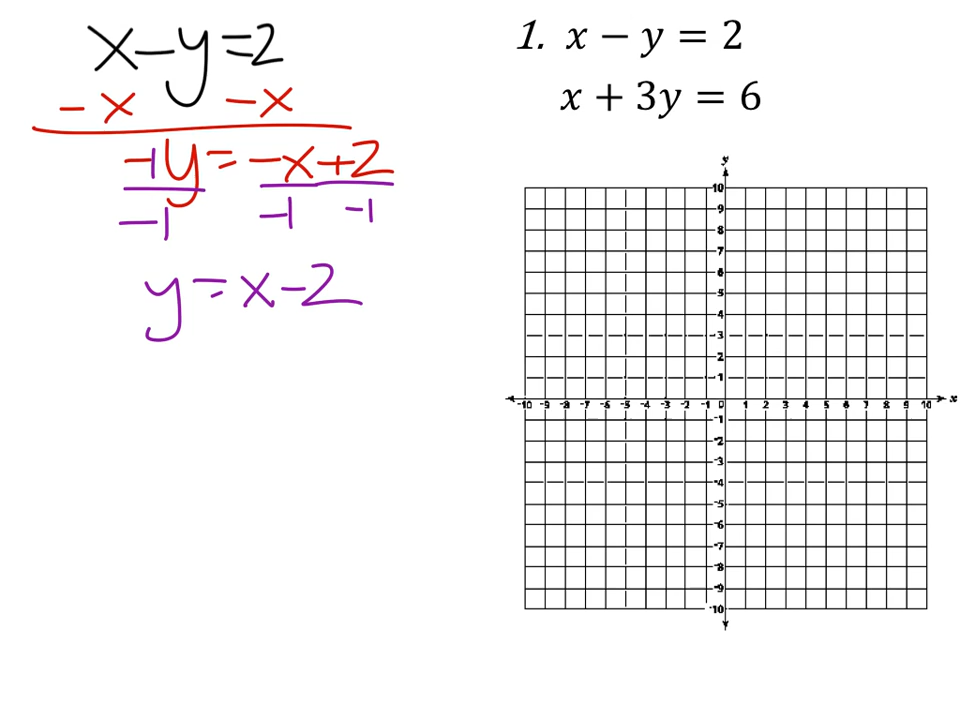 x-y=2
-x -x
-1y=-x+2
-1 -1 -1
y=x-2
1. x − y = 2
x + 3y = 6
y
10
9
8
7
6
5
4
3
2
1
-10 -9 -8 -7 -6 -5 -4 -3 -2 -1 0 1 2 3 4 5 6 7 8 9 10 x
-1
-2
-3
-4
-5
-6
-7
-8
-9
-10